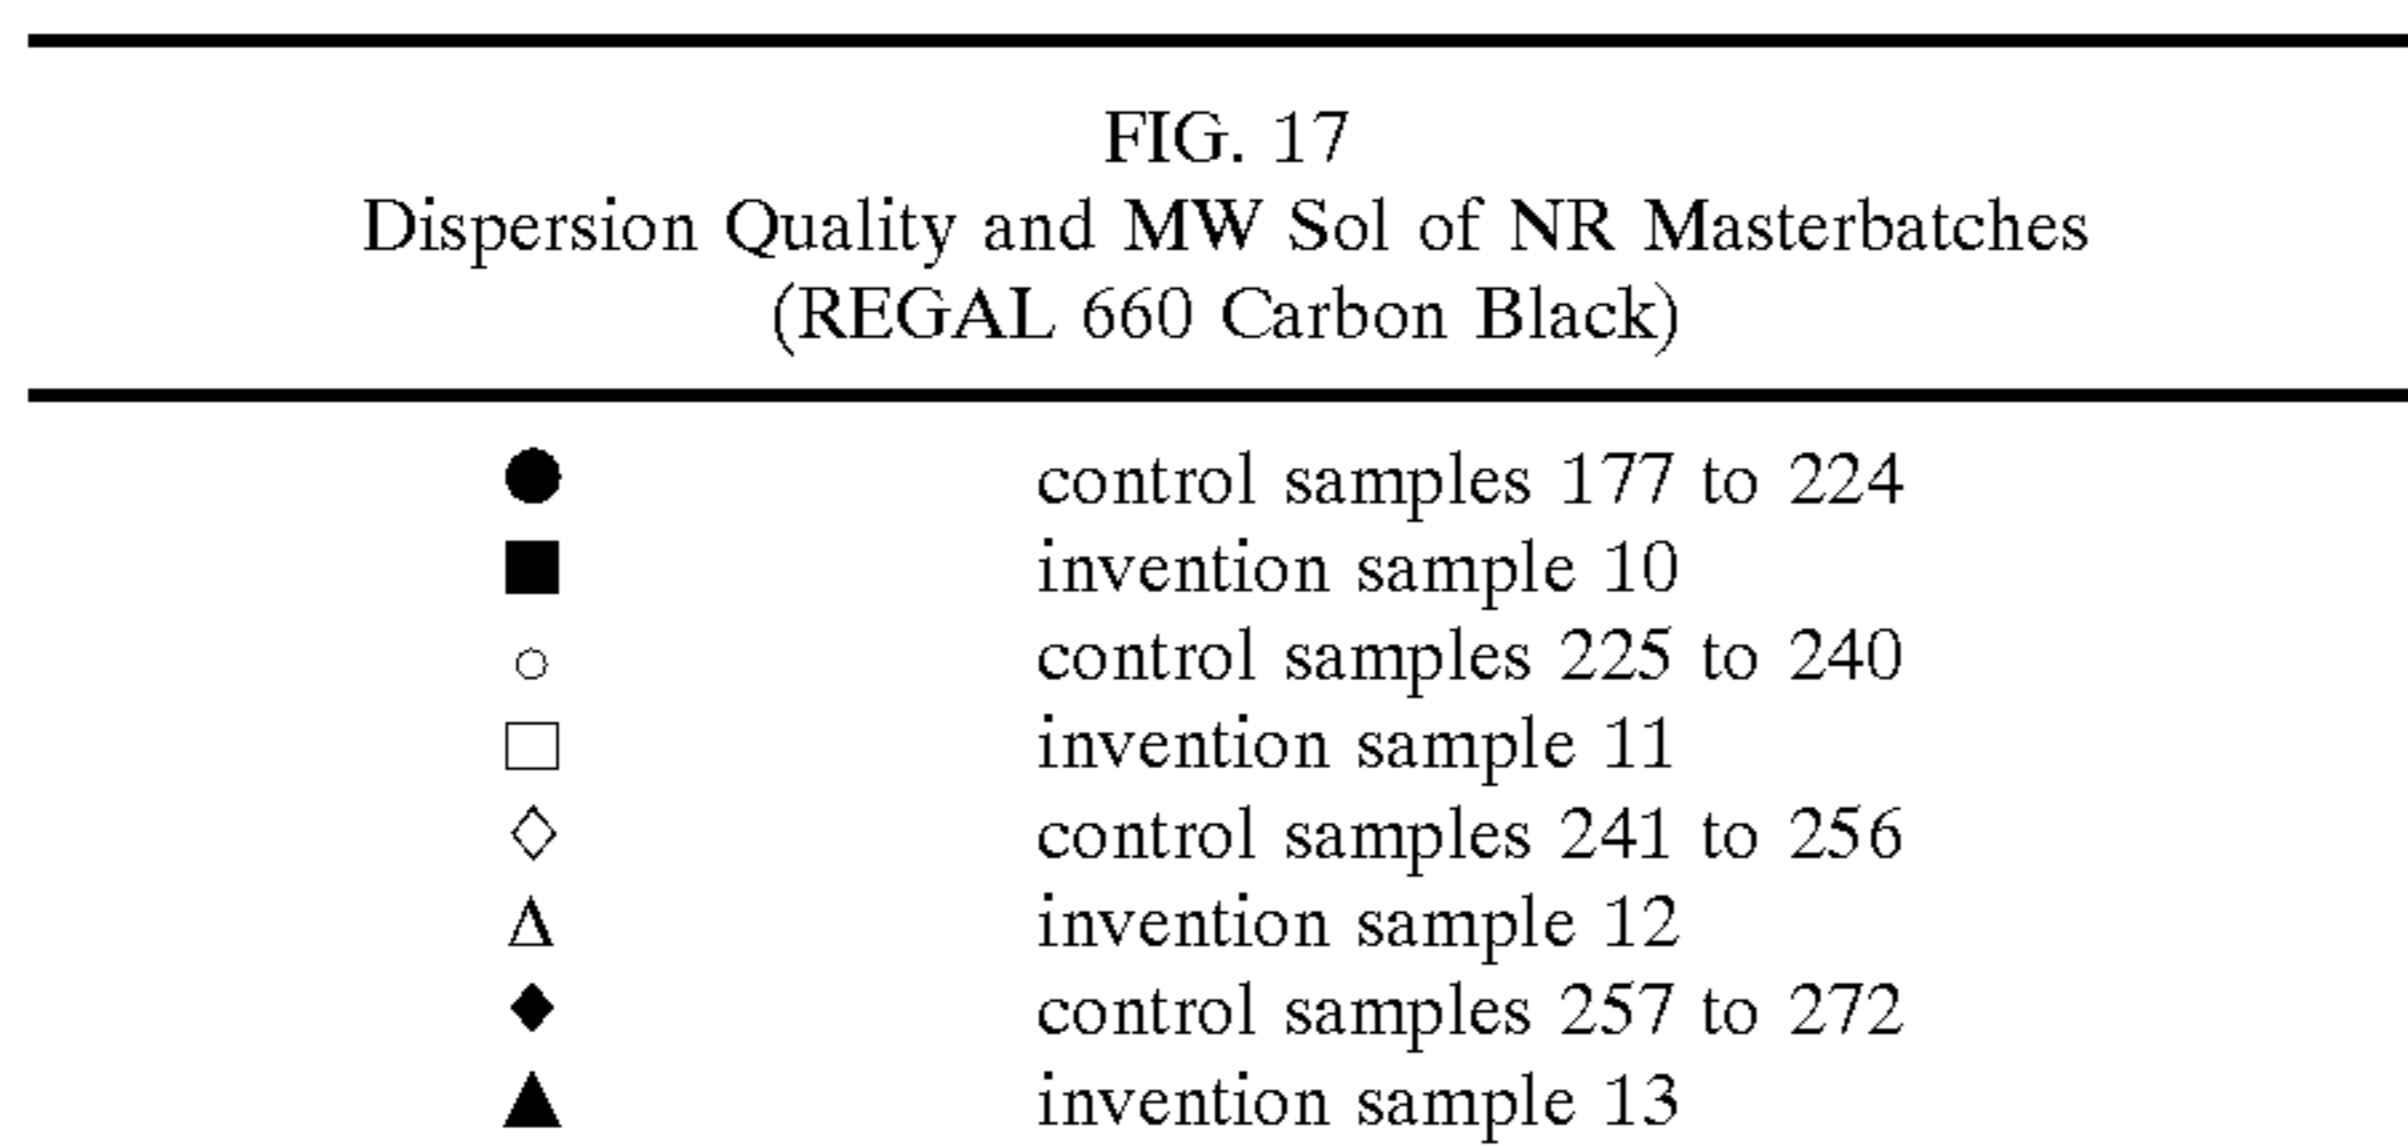 FIG. 17
Dispersion Quality and MW Sol of NR Masterbatches
(REGAL 660 Carbon Black)
● control samples 177 to 224
■ invention sample 10
○ control samples 225 to 240
□ invention sample 11
◇ control samples 241 to 256
Δ invention sample 12
◆ control samples 257 to 272
▲ invention sample 13